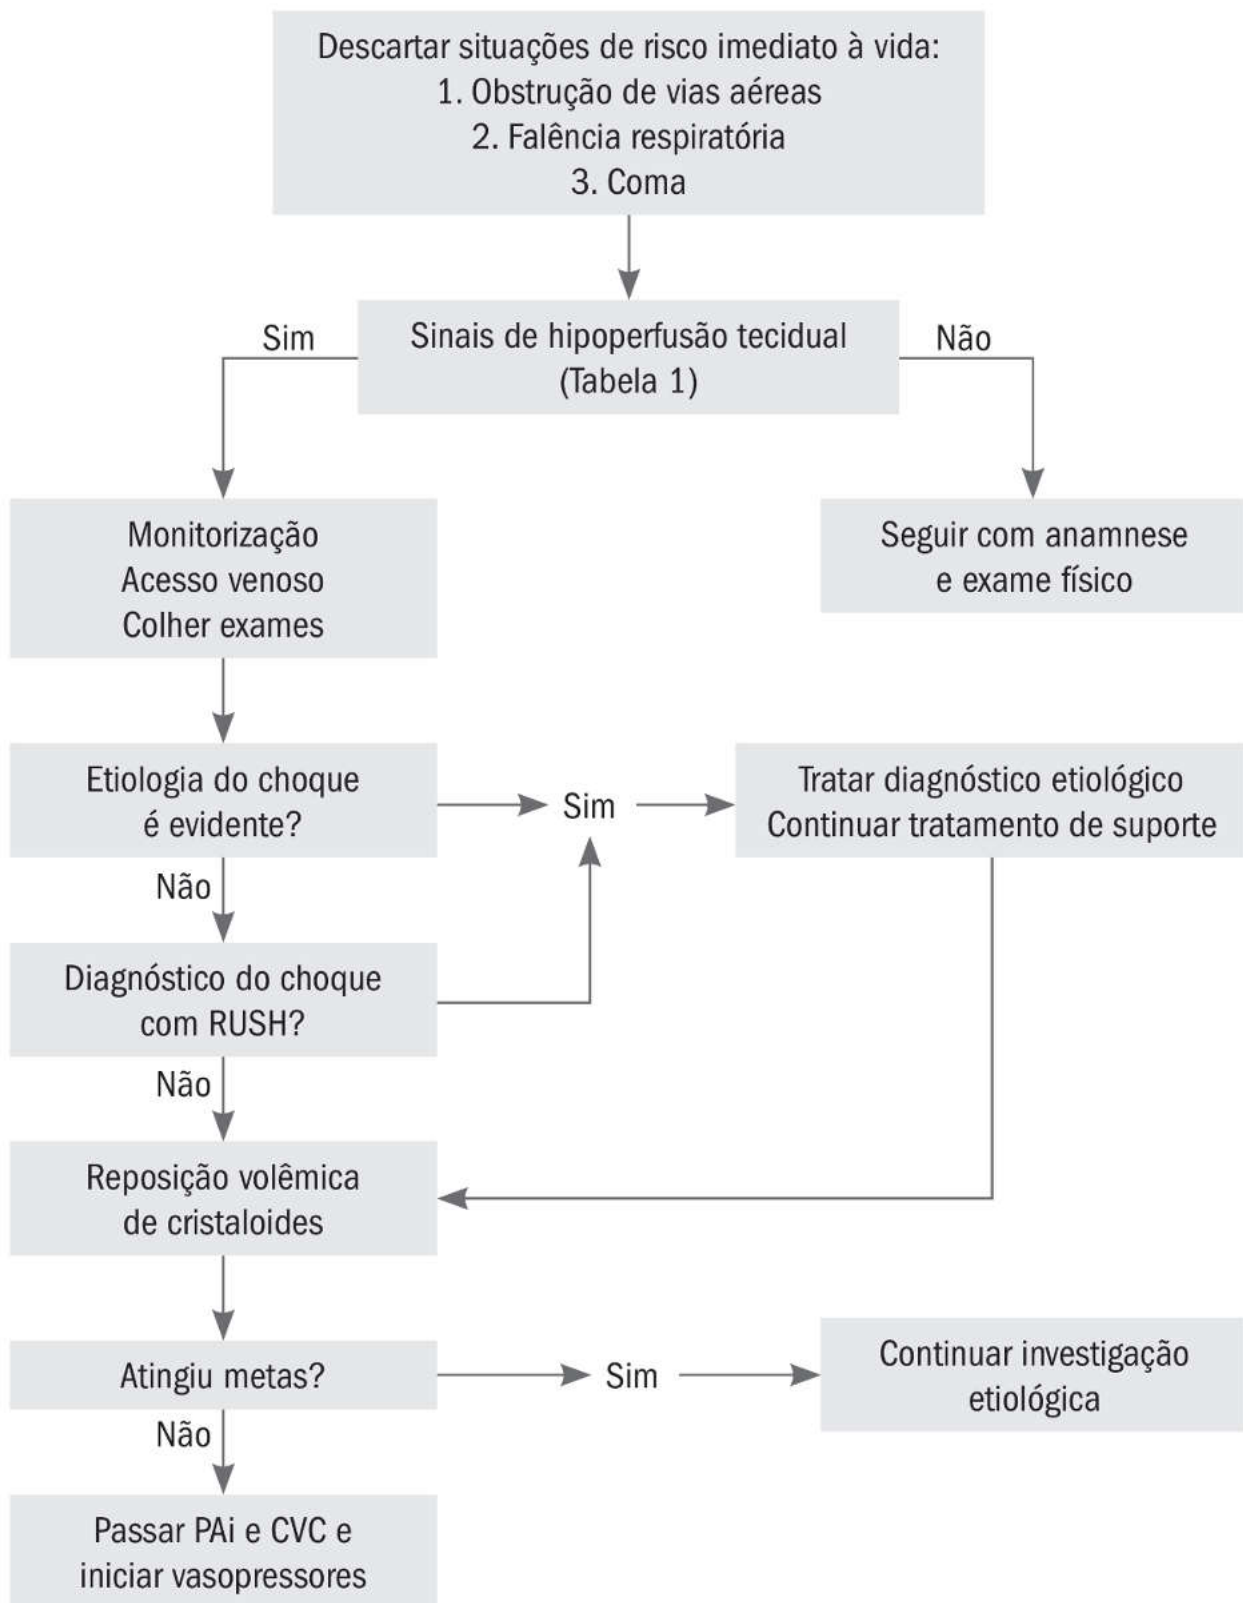 Descartar situações de risco imediato à vida:
1. Obstrução de vias aéreas
2. Falência respiratória
3. Coma
Sim
Sinais de hipoperfusão tecidual
(Tabela 1)
Não
Monitorização
Acesso venoso
Colher exames
Seguir com anamnese
e exame físico
Etiologia do choque
é evidente?
Sim
Tratar diagnóstico etiológico
Continuar tratamento de suporte
Não
Diagnóstico do choque
com RUSH?
Não
Reposição volêmica
de cristaloides
Atingiu metas?
Sim
Continuar investigação
etiológica
Não
Passar PAi e CVC e
iniciar vasopressores